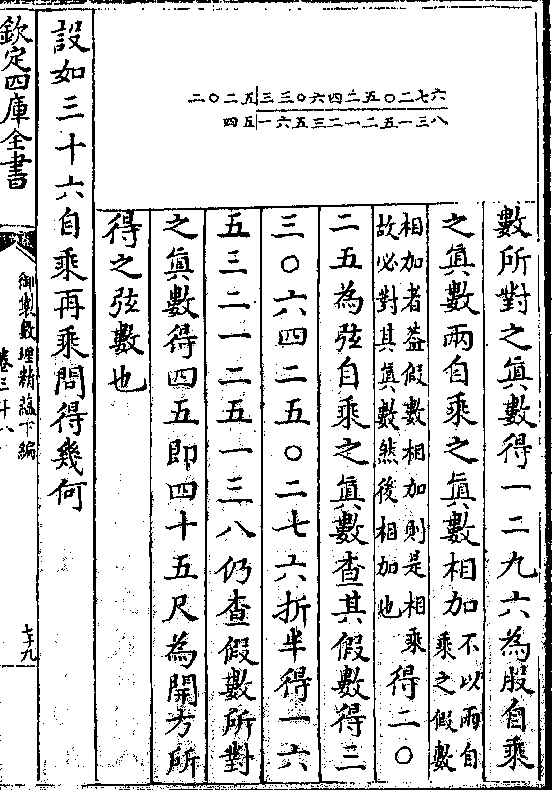 二〇二五三三〇六四二五〇二七六
四五一六五三二一二五一三八
數所對之眞數得一二九六為股自乘
之眞數兩自乘之眞數相加不以兩自乘之假數
相加者葢假數相加則是相乘故必對其眞數然後相加也得二〇
二五為弦自乘之眞數查其假數得三
三〇六四二五〇二七六折半得一六
五三二一二五一三八仍查假數所對
之眞數得四五即四十五尺為開方所
得之弦數也
設如三十六自乘再乘問得幾何
欽定四庫全書
御製數理精蘊下編
卷三十八
七十九